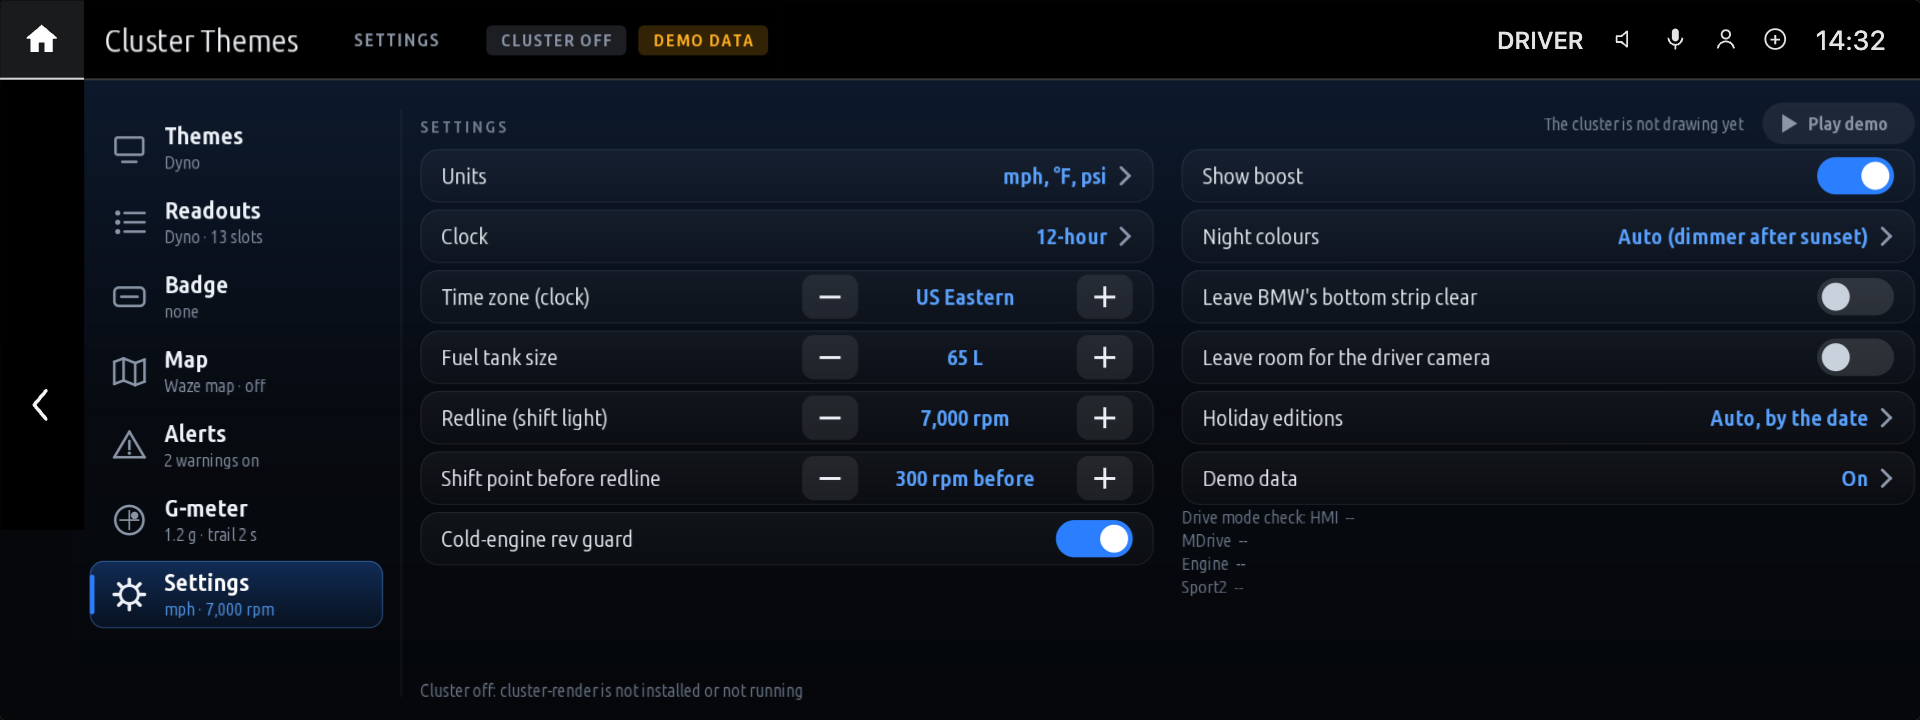 Cluster Themes
SETTINGS
CLUSTER OFF
DEMO DATA
DRIVER
14:32
Themes
Dyno
Readouts
Dyno · 13 slots
Badge
none
Map
Waze map · off
Alerts
2 warnings on
G-meter
1.2 g · trail 2 s
Settings
mph · 7,000 rpm
SETTINGS
The cluster is not drawing yet
Play demo
Units mph, °F, psi
Clock 12-hour
Time zone (clock) − US Eastern +
Fuel tank size − 65 L +
Redline (shift light) − 7,000 rpm +
Shift point before redline − 300 rpm before +
Cold-engine rev guard
Show boost
Night colours Auto (dimmer after sunset)
Leave BMW's bottom strip clear
Leave room for the driver camera
Holiday editions Auto, by the date
Demo data On
Drive mode check: HMI --
MDrive --
Engine --
Sport2 --
Cluster off: cluster-render is not installed or not running